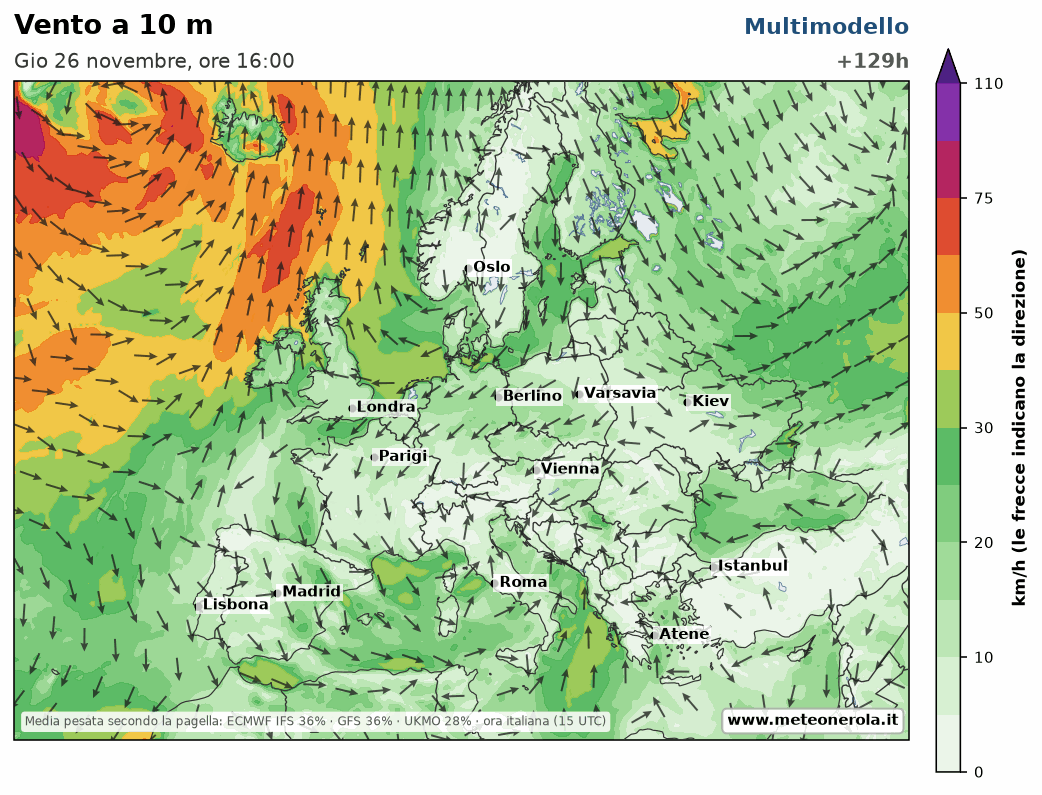 Vento a 10 m
Multimodello
Gio 26 novembre, ore 16:00
+129h
110
75
50
30
20
10
0
km/h (le frecce indicano la direzione)
Oslo
Berlino
Varsavia
Kiev
Londra
Parigi
Vienna
Istanbul
Roma
Madrid
Lisbona
Atene
Media pesata secondo la pagella: ECMWF IFS 36% · GFS 36% · UKMO 28% · ora italiana (15 UTC)
www.meteonerola.it